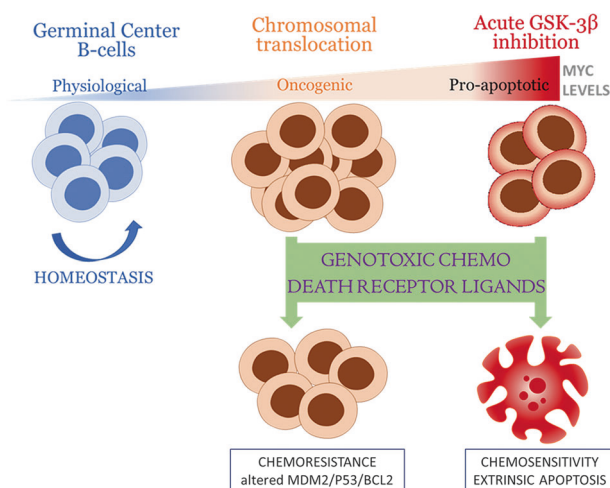 Germinal Center
B-cells
Chromosomal
translocation
Acute GSK-3β
inhibition
Physiological
Oncogenic
Pro-apoptotic
MYC
LEVELS
HOMEOSTASIS
GENOTOXIC CHEMO
DEATH RECEPTOR LIGANDS
CHEMORESISTANCE
altered MDM2/P53/BCL2
CHEMOSENSITIVITY
EXTRINSIC APOPTOSIS